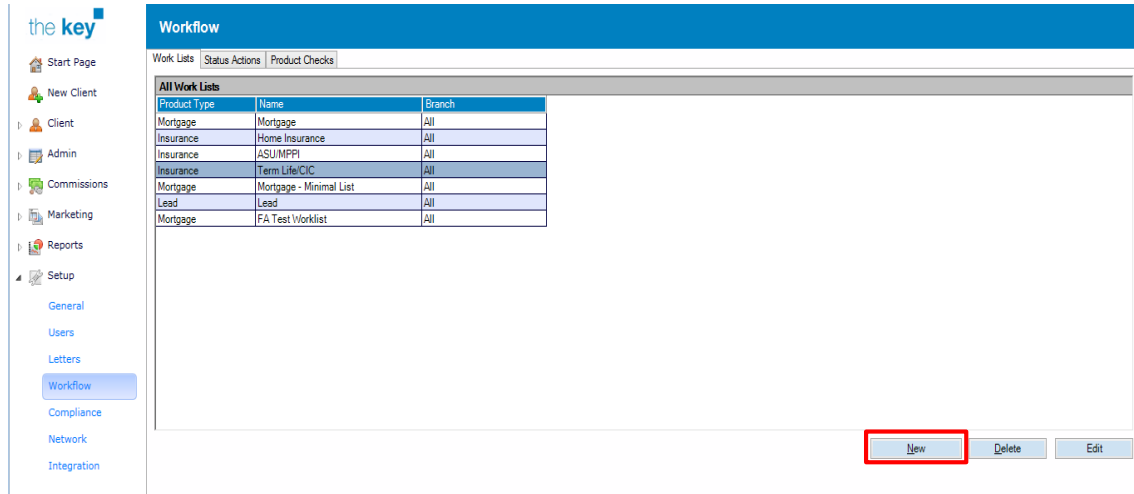 the key
Start Page
New Client
Client
Admin
Commissions
Marketing
Reports
Setup
General
Users
Letters
Workflow
Compliance
Network
Integration
Workflow
Work Lists Status Actions Product Checks
All Work Lists
Product Type Name Branch
Mortgage Mortgage All
Insurance Home Insurance All
Insurance ASU/MPPI All
Insurance Term Life/CIC All
Mortgage Mortgage - Minimal List All
Lead Lead All
Mortgage FA Test Worklist All
New Delete Edit